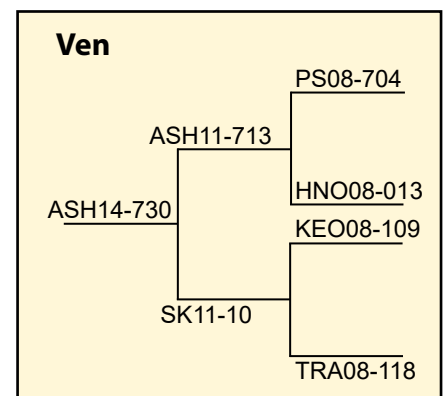 Ven
PS08-704
ASH11-713
HNO08-013
ASH14-730
KEO08-109
SK11-10
TRA08-118